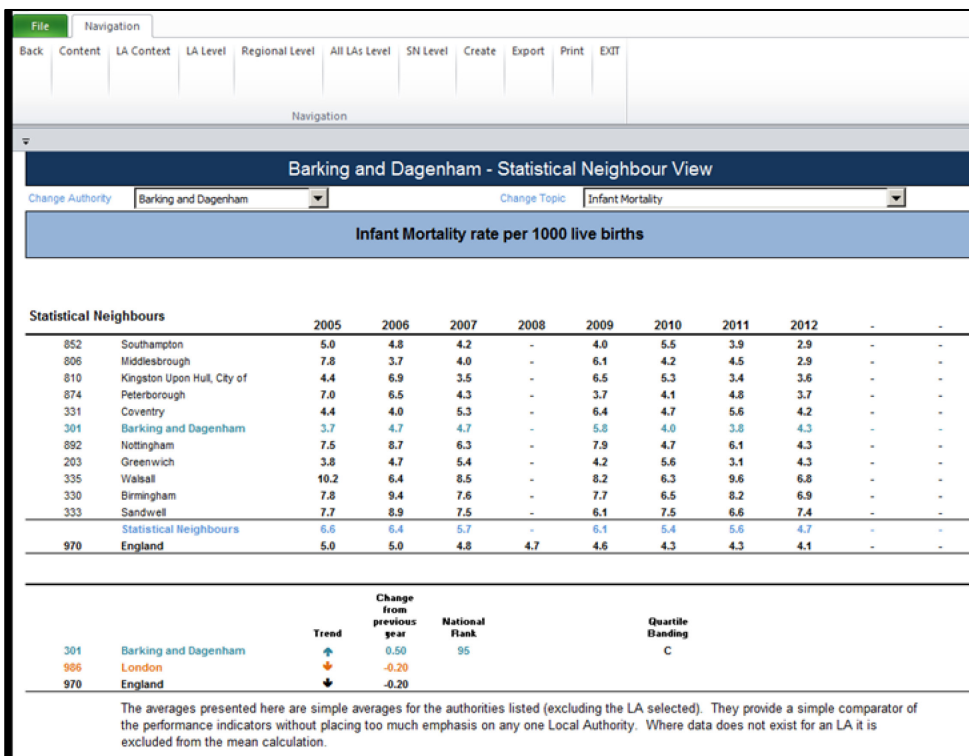 File Navigation
Back Content LA Context LA Level Regional Level All LAs Level SN Level Create Export Print EXIT
Navigation
Barking and Dagenham - Statistical Neighbour View
Change Authority Barking and Dagenham Change Topic Infant Mortality
Infant Mortality rate per 1000 live births
Statistical Neighbours 2005 2006 2007 2008 2009 2010 2011 2012 - -
852 Southampton 5.0 4.8 4.2 - 4.0 5.5 3.9 2.9 - -
806 Middlesbrough 7.8 3.7 4.0 - 6.1 4.2 4.5 2.9 - -
810 Kingston Upon Hull, City of 4.4 6.9 3.5 - 6.5 5.3 3.4 3.6 - -
874 Peterborough 7.0 6.5 4.3 - 3.7 4.1 4.8 3.7 - -
331 Coventry 4.4 4.0 5.3 - 6.4 4.7 5.6 4.2 - -
301 Barking and Dagenham 3.7 4.7 4.7 - 5.8 4.0 3.8 4.3 - -
892 Nottingham 7.5 8.7 6.3 - 7.9 4.7 6.1 4.3 - -
203 Greenwich 3.8 4.7 5.4 - 4.2 5.6 3.1 4.3 - -
335 Walsall 10.2 6.4 8.5 - 8.2 6.3 9.6 6.8 - -
330 Birmingham 7.8 9.4 7.6 - 7.7 6.5 8.2 6.9 - -
333 Sandwell 7.7 8.9 7.5 - 6.1 7.5 6.6 7.4 - -
Statistical Neighbours 6.6 6.4 5.7 - 6.1 5.4 5.6 4.7 - -
970 England 5.0 5.0 4.8 4.7 4.6 4.3 4.3 4.1 - -
Change
from
previous National Quartile
Trend year Rank Banding
301 Barking and Dagenham 0.50 95 C
986 London -0.20
970 England -0.20
The averages presented here are simple averages for the authorities listed (excluding the LA selected). They provide a simple comparator of
the performance indicators without placing too much emphasis on any one Local Authority. Where data does not exist for an LA it is
excluded from the mean calculation.